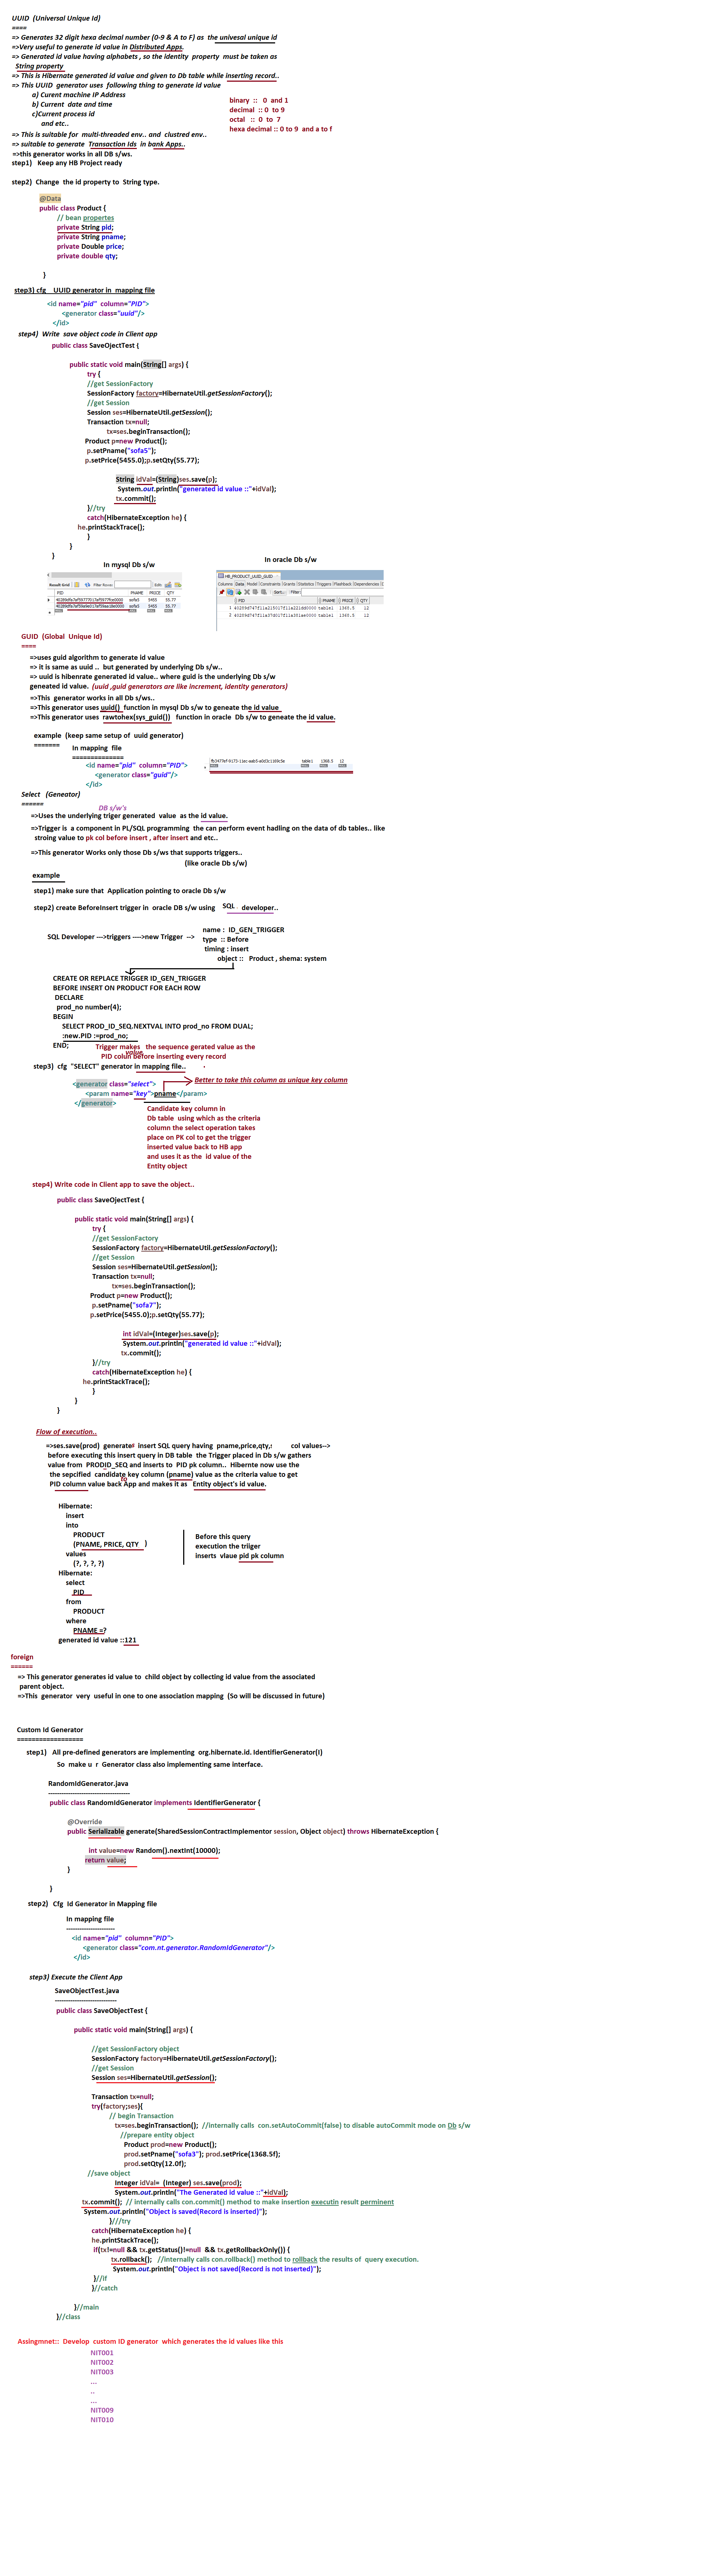 UUID  (Universal Unique Id)
====
=> Generates 32 digit hexa decimal number (0-9 & A to F) as  the univesal unique id
=>Very useful to generate id value in Distributed Apps.
=> Generated id value having alphabets , so the identity  property  must be taken as
String property
=> This is Hibernate generated id value and given to Db table  while inserting record..
=> This UUID  generator uses  following thing to generate id value
a) Curent machine IP Address
b) Current  date and time
c)Current process id
and etc..
binary  ::   0  and 1
decimal  :: 0  to 9
octal   ::  0  to  7
hexa decimal :: 0 to 9  and a to f
=> This is suitable for  multi-threaded env.. and  clustred env..
=> suitable to generate  Transaction Ids  in bank Apps..
=>this generator works in all DB s/ws.
step1)   Keep any HB Project ready
step2)  Change  the id property to  String type.
@Data
public class Product {
// bean propertes
private String pid;
private String pname;
private Double price;
private double qty;
}
step3) cfg    UUID generator in  mapping file
<id name="pid"  column="PID">
<generator class="uuid"/>
</id>
step4)  Write  save object code in Client app
public class SaveOjectTest {
public static void main(String[] args) {
try {
//get SessionFactory
SessionFactory factory=HibernateUtil.getSessionFactory();
//get Session
Session ses=HibernateUtil.getSession();
Transaction tx=null;
tx=ses.beginTransaction();
Product p=new Product();
p.setPname("sofa5");
p.setPrice(5455.0);p.setQty(55.77);
String idVal=(String)ses.save(p);
System.out.println("generated id value ::"+idVal);
tx.commit();
}//try
catch(HibernateException he) {
he.printStackTrace();
}
}
}
In mysql Db s/w
In oracle Db s/w
Result Grid Filter Rows: Edit:
PID PNAME PRICE QTY
sofa5 5455 55.77
sofa5 5455 55.77
HB_PRODUCT_UUID_GUID
Columns Data Model Constraints Grants Statistics Triggers Flashback Dependencies
Sort.. Filter:
PID PNAME PRICE QTY
1 40289d747f11a215017f11a221dd0000 table1 1368.5 12
2 40289d747f11a37d017f11a381ae0000 table1 1368.5 12
GUID  (Global  Unique Id)
====
=>uses guid algorithm to generate id value
=> it is same as uuid ..  but generated by underlying Db s/w..
=> uuid is hibenrate generated id value.. where guid is the underlying Db s/w
geneated id value.  (uuid ,guid generators are like increment, identity generators)
=>This  generator works in all Db s/ws..
=>This generator uses uuid()  function in mysql Db s/w to geneate the id value
=>This generator uses  rawtohex(sys_guid())   function in oracle  Db s/w to geneate the id value.
example  (keep same setup of  uuid generator)
=======
In mapping  file
==============
<id name="pid"  column="PID">
<generator class="guid"/>
</id>
table1 1368.5 12
Select   (Geneator)
======
DB s/w's
=>Uses the underlying triger generated  value  as the id value.
=>Trigger is  a component in PL/SQL programming  the can perform event hadling on the data of db tables.. like
stroing value to pk col before insert , after insert and etc..
=>This generator Works only those Db s/ws that supports triggers..
(like oracle Db s/w)
example
step1) make sure that  Application pointing to oracle Db s/w
step2) create BeforeInsert trigger in  oracle DB s/w using    SQL   developer..
SQL Developer --->triggers ---->new Trigger  -->
name :  ID_GEN_TRIGGER
type  :: Before
timing : insert
object ::   Product , shema: system
CREATE OR REPLACE TRIGGER ID_GEN_TRIGGER
BEFORE INSERT ON PRODUCT FOR EACH ROW
DECLARE
prod_no number(4);
BEGIN
SELECT PROD_ID_SEQ.NEXTVAL INTO prod_no FROM DUAL;
:new.PID :=prod_no;
END;
Trigger makes   the sequence gerated value as the
PID colun value before inserting every record
step3)  cfg  "SELECT" generator in mapping file..
<generator class="select">
<param name="key">pname</param>
</generator>
Better to take this column as unique key column
Candidate key column in
Db table  using which as the criteria
column the select operation takes
place on PK col to get the trigger
inserted value back to HB app
and uses it as the  id value of the
Entity object
step4) Write code in Client app to save the object..
public class SaveOjectTest {
public static void main(String[] args) {
try {
//get SessionFactory
SessionFactory factory=HibernateUtil.getSessionFactory();
//get Session
Session ses=HibernateUtil.getSession();
Transaction tx=null;
tx=ses.beginTransaction();
Product p=new Product();
p.setPname("sofa7");
p.setPrice(5455.0);p.setQty(55.77);
int idVal=(Integer)ses.save(p);
System.out.println("generated id value ::"+idVal);
tx.commit();
}//try
catch(HibernateException he) {
he.printStackTrace();
}
}
}
Flow of execution..
=>ses.save(prod)  generates  insert SQL query having  pname,price,qty,  col values-->
before executing this insert query in DB table  the Trigger placed in Db s/w gathers
value from  PRODID_SEQ and inserts to  PID pk column..  Hibernte now use the
the sepcified  candidate key column (pname) value as the criteria value to get
PID column value back to App and makes it as   Entity object's id value.
Hibernate:
insert
into
PRODUCT
(PNAME, PRICE, QTY   )
values
(?, ?, ?, ?)
Hibernate:
select
PID
from
PRODUCT
where
PNAME =?
generated id value ::121
Before this query
execution the triiger
inserts  vlaue pid pk column
foreign
======
=> This generator generates id value to  child object by collecting id value from the associated
parent object.
=>This  generator  very  useful in one to one association mapping  (So will be discussed in future)
Custom Id Generator
==================
step1)   All pre-defined generators are implementing  org.hibernate.id. IdentifierGenerator(I)
So  make u  r  Generator class also implementing same interface.
RandomIdGenerator.java
-------------------------------------
public class RandomIdGenerator implements IdentifierGenerator {
@Override
public Serializable generate(SharedSessionContractImplementor session, Object object) throws HibernateException {
int value=new Random().nextInt(10000);
return value;
}
}
step2)   Cfg  Id Generator in Mapping file
In mapping file
----------------------
<id name="pid"  column="PID">
<generator class="com.nt.generator.RandomIdGenerator"/>
</id>
step3) Execute the Client App
SaveObjectTest.java
----------------------------
public class SaveObjectTest {
public static void main(String[] args) {
//get SessionFactory object
SessionFactory factory=HibernateUtil.getSessionFactory();
//get Session
Session ses=HibernateUtil.getSession();
Transaction tx=null;
try(factory;ses){
// begin Transaction
tx=ses.beginTransaction();  //internally calls  con.setAutoCommit(false) to disable autoCommit mode on Db s/w
//prepare entity object
Product prod=new Product();
prod.setPname("sofa3"); prod.setPrice(1368.5f);
prod.setQty(12.0f);
//save object
Integer idVal=  (Integer) ses.save(prod);
System.out.println("The Generated id value ::"+idVal);
tx.commit();  // internally calls con.commit() method to make insertion executin result perminent
System.out.println("Object is saved(Record is inserted)");
}///try
catch(HibernateException he) {
he.printStackTrace();
if(tx!=null && tx.getStatus()!=null  && tx.getRollbackOnly()) {
tx.rollback();   //internally calls con.rollback() method to rollback the results of  query execution.
System.out.println("Object is not saved(Record is not inserted)");
}//if
}//catch
}//main
}//class
Assingmnet::  Develop  custom ID generator  which generates the id values like this
NIT001
NIT002
NIT003
...
..
...
NIT009
NIT010